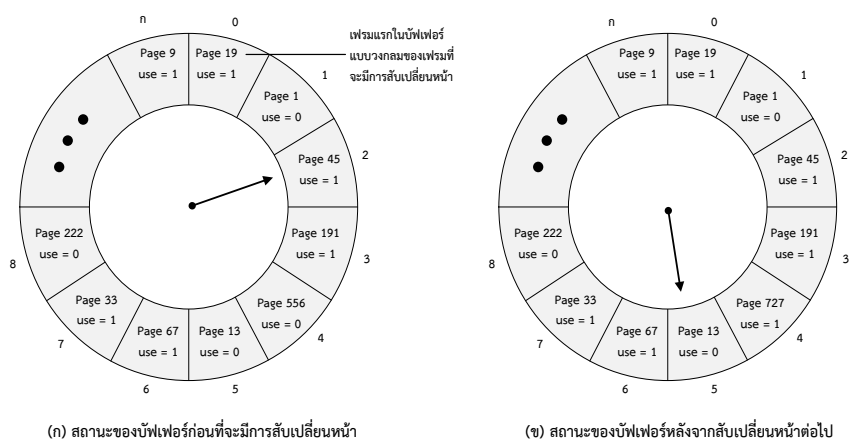 n
0
Page 9
use = 1
Page 19
use = 1
เฟรมแรกในบัฟเฟอร์
แบบวงกลมของเฟรมที่
จะมีการสับเปลี่ยนหน้า
1
Page 1
use = 0
2
Page 45
use = 1
3
Page 191
use = 1
4
Page 556
use = 0
5
Page 13
use = 0
6
Page 67
use = 1
7
Page 33
use = 1
8
Page 222
use = 0
(ก) สถานะของบัฟเฟอร์ก่อนที่จะมีการสับเปลี่ยนหน้า
n
0
Page 9
use = 1
Page 19
use = 1
1
Page 1
use = 0
2
Page 45
use = 1
3
Page 191
use = 1
4
Page 727
use = 1
5
Page 13
use = 0
6
Page 67
use = 1
7
Page 33
use = 1
8
Page 222
use = 0
(ข) สถานะของบัฟเฟอร์หลังจากสับเปลี่ยนหน้าต่อไป